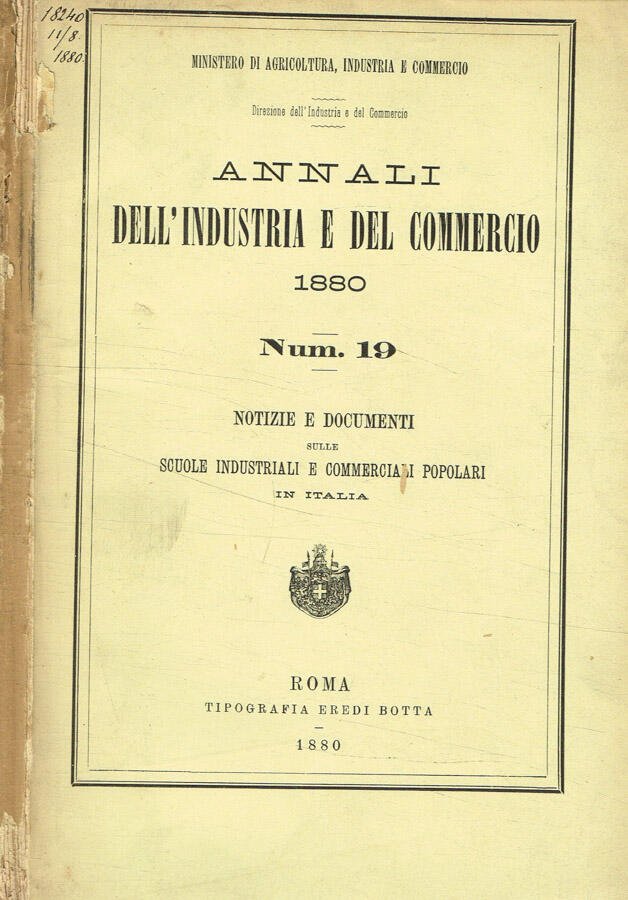 18240
11/8
1880
MINISTERO DI AGRICOLTURA, INDUSTRIA E COMMERCIO
Direzione dell'Industria e del Commercio
ANNALI
DELL'INDUSTRIA E DEL COMMERCIO
1880
Num. 19
NOTIZIE E DOCUMENTI
SULLE
SCUOLE INDUSTRIALI E COMMERCIALI POPOLARI
IN ITALIA
ROMA
TIPOGRAFIA EREDI BOTTA
1880